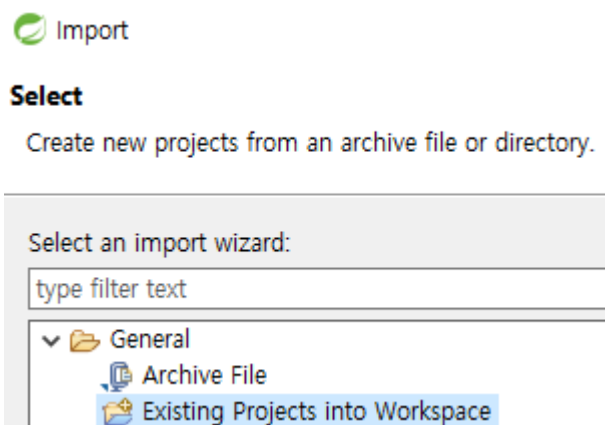 Import
Select
Create new projects from an archive file or directory.
Select an import wizard:
type filter text
General
Archive File
Existing Projects into Workspace